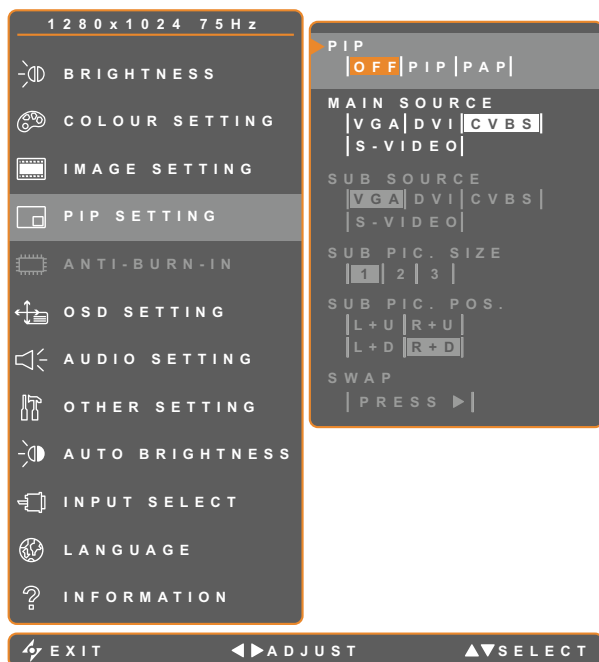 1280x1024 75Hz
BRIGHTNESS
COLOUR SETTING
IMAGE SETTING
PIP SETTING
ANTI-BURN-IN
OSD SETTING
AUDIO SETTING
OTHER SETTING
AUTO BRIGHTNESS
INPUT SELECT
LANGUAGE
INFORMATION
PIP
OFF PIP PAP
MAIN SOURCE
VGA DVI CVBS
S-VIDEO
SUB SOURCE
VGA DVI CVBS
S-VIDEO
SUB PIC. SIZE
1 2 3
SUB PIC. POS.
L+U R+U
L+D R+D
SWAP
PRESS ▶
EXIT ◀▶ADJUST ▲▼SELECT